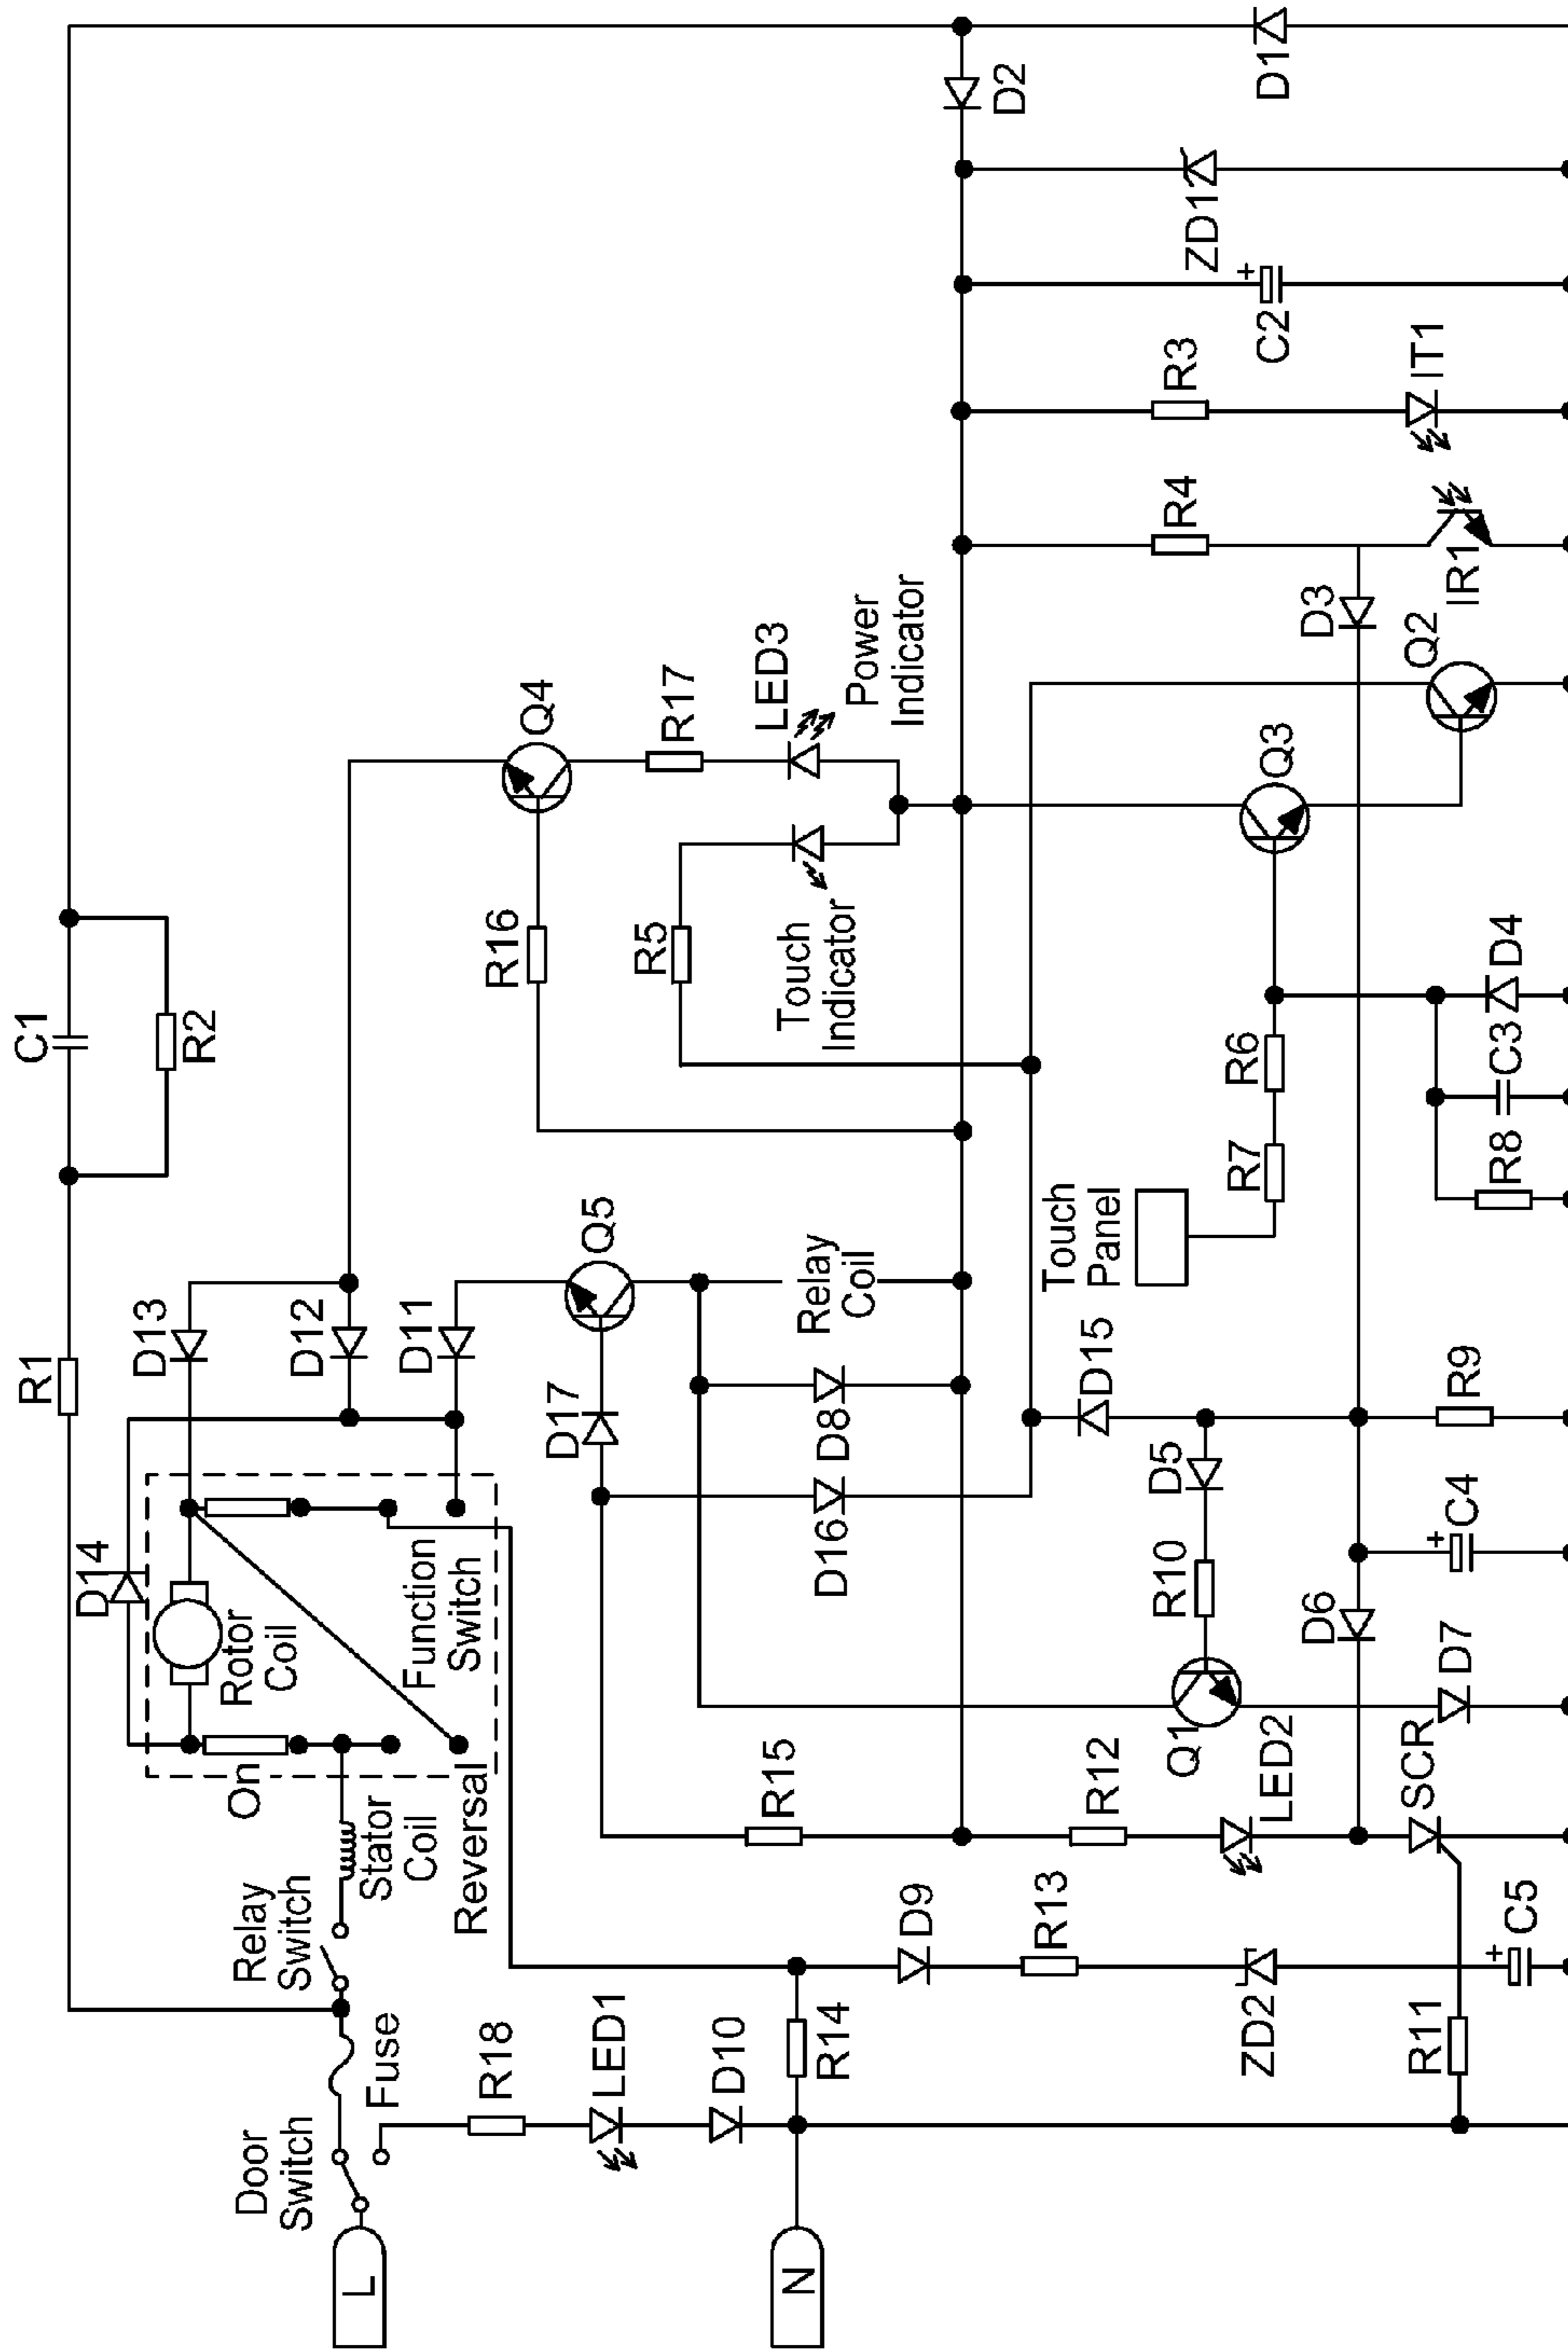 L
Door
Switch
Fuse
Relay
Switch
Stator
Coil
On
Reversal
Rotor
Coil
Function
Switch
D14
D13
D12
D11
R1
C1
R2
N
R18
LED1
D10
R14
D9
R13
ZD2
C5
R11
R15
R12
LED2
SCR
D17
Q5
D16
D8
Relay
Coil
R16
Q4
R17
LED3
Power
Indicator
R5
Touch
Indicator
Q1
R10
D5
D15
D6
D7
C4
R9
Touch
Panel
R7
R6
R8
C3
D4
Q3
Q2
D3
IR1
R4
R3
IT1
C2
+
ZD1
D2
D1
+
+